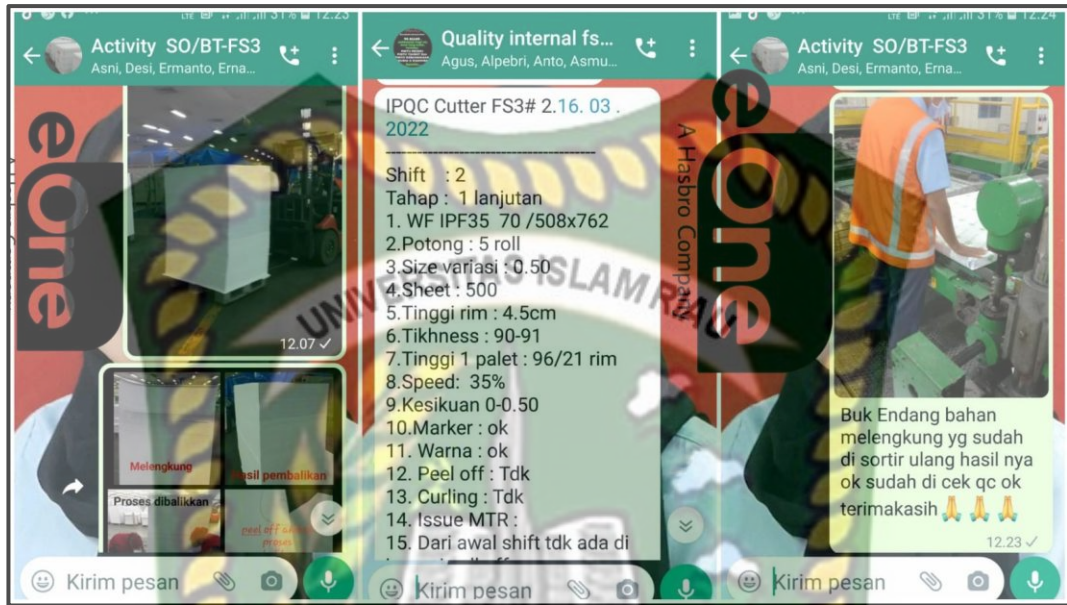 12.23
Activity SO/BT-FS3
Asni, Desi, Ermanto, Erna...
12.07
Melengkung
hasil pembalikan
Proses dibalikkan
peel off
proses
Kirim pesan
Quality internal fs...
Agus, Alpebri, Anto, Asmu...
IPQC Cutter FS3# 2.16. 03 .
2022
Shift : 2
Tahap : 1 lanjutan
1. WF IPF35 70 /508x762
2.Potong : 5 roll
3.Size variasi : 0.50
4.Sheet : 500
5.Tinggi rim : 4.5cm
6.Tikhness : 90-91
7.Tinggi 1 palet : 96/21 rim
8.Speed: 35%
9.Kesikuan 0-0.50
10.Marker : ok
11. Warna : ok
12. Peel off : Tdk
13. Curling : Tdk
14. Issue MTR :
15. Dari awal shift tdk ada di
Kirim pesan
12.24
Activity SO/BT-FS3
Asni, Desi, Ermanto, Erna...
Buk Endang bahan
melengkung yg sudah
di sortir ulang hasil nya
ok sudah di cek qc ok
terimakasih 🙏 🙏 🙏
12.23
Kirim pesan
eOne
A Hasbro Company
eOne
UNIVERSITAS ISLAM RIAU